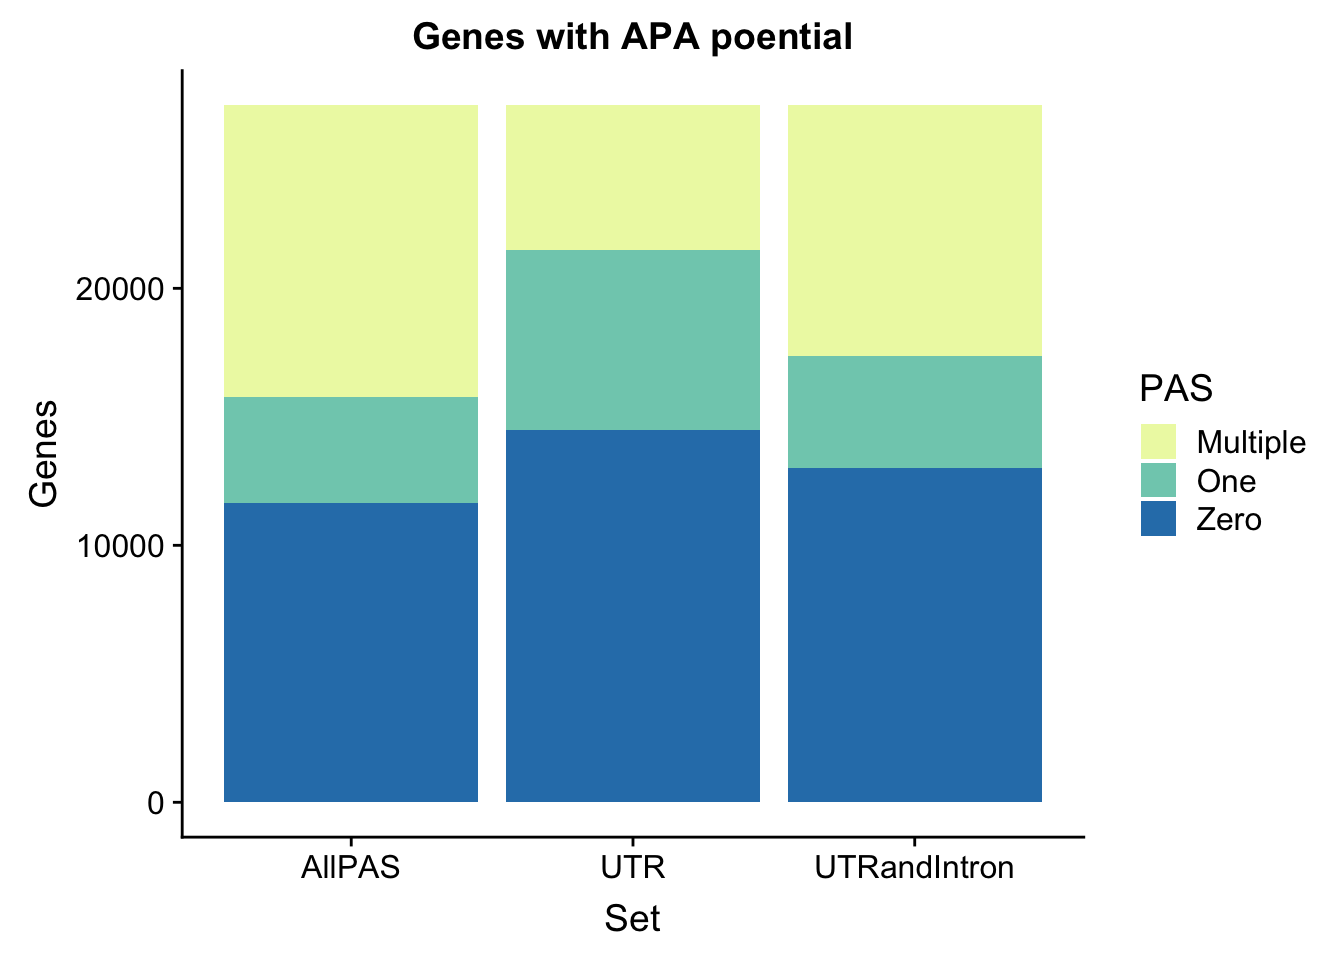 Genes with APA poential
Genes
20000
10000
0
AllPAS
UTR
UTRandIntron
Set
PAS
Multiple
One
Zero